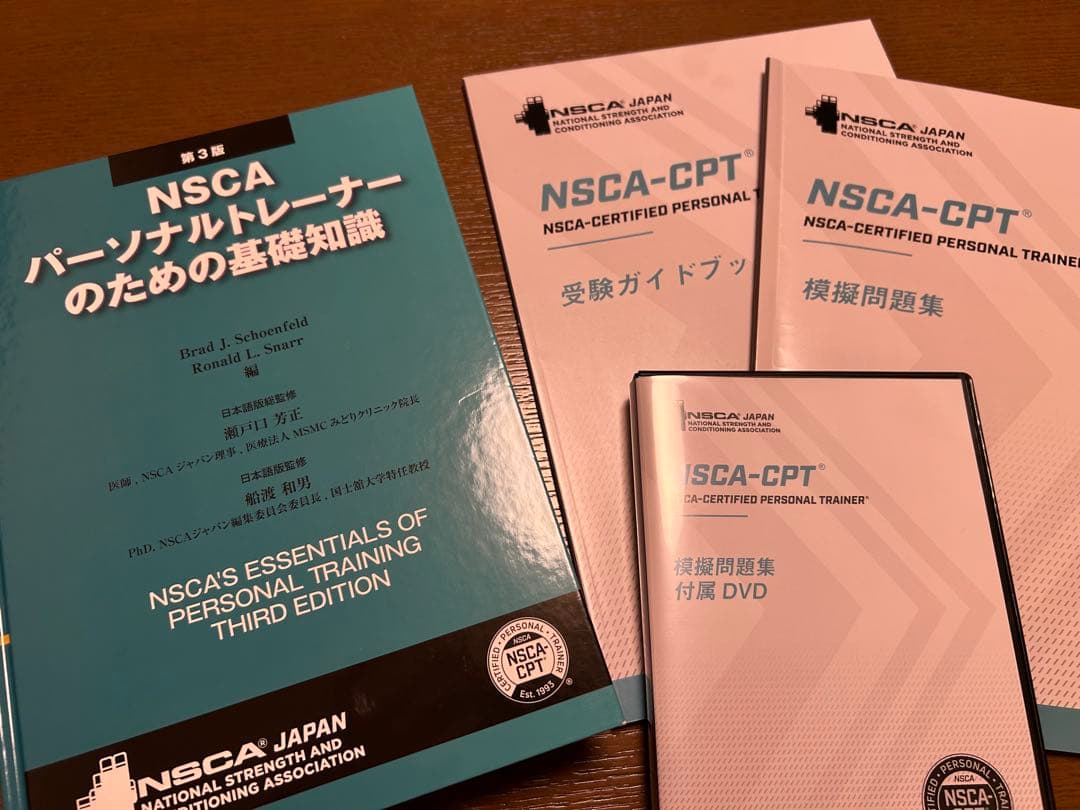 第3版
NSCA
パーソナルトレーナー
のための基礎知識
Brad J. Schoenfeld
Ronald L. Snarr
編
日本語版総監修
瀬戸口 芳正
医師, NSCAジャパン理事, 医療法人MSMCみどりクリニック院長
日本語版監修
船渡 和男
PhD, NSCAジャパン編集委員会委員長, 国士舘大学特任教授
NSCA'S ESSENTIALS OF
PERSONAL TRAINING
THIRD EDITION
CERTIFIED・PERSONAL・TRAINER
NSCA
NSCA-
CPT®
Est. 1993
NSCA® JAPAN
NATIONAL STRENGTH AND
CONDITIONING ASSOCIATION
NSCA® JAPAN
NATIONAL STRENGTH AND
CONDITIONING ASSOCIATION
NSCA-CPT®
NSCA-CERTIFIED PERSONAL T
受験ガイドブッ
NSCA® JAPAN
NATIONAL STRENGTH AND
CONDITIONING ASSOCIATION
NSCA-CPT®
NSCA-CERTIFIED PERSONAL TRAINE
模擬問題集
NSCA® JAPAN
NATIONAL STRENGTH AND
CONDITIONING ASSOCIATION
NSCA-CPT®
CA-CERTIFIED PERSONAL TRAINER®
模擬問題集
付属 DVD
PERSONAL
NSCA
NSCA-